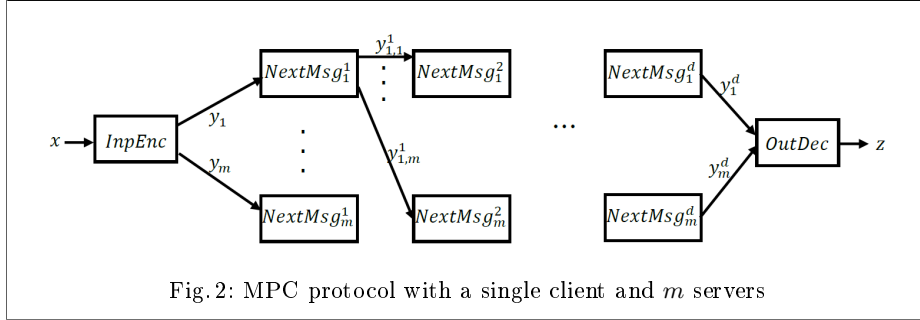 y^1_{1,1}
NextMsg^1_1 NextMsg^2_1 NextMsg^d_1
y_1 y^d_1
x InpEnc ... OutDec z
y_m y^1_{1,m} y^d_m
NextMsg^1_m NextMsg^2_m NextMsg^d_m
Fig. 2: MPC protocol with a single client and m servers